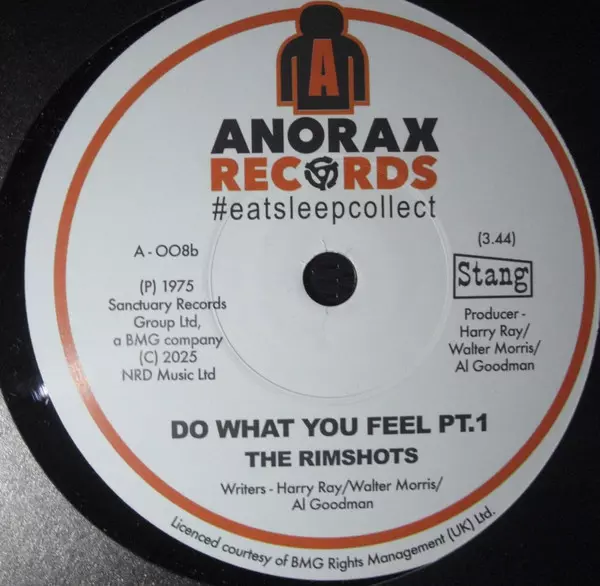 A
ANORAX
RECORDS
#eatsleepcollect
A - OO8b
(P) 1975
Sanctuary Records
Group Ltd,
a BMG company
(C) 2025
NRD Music Ltd
(3.44)
Stang
Producer -
Harry Ray/
Walter Morris/
Al Goodman
DO WHAT YOU FEEL PT.1
THE RIMSHOTS
Writers - Harry Ray/Walter Morris/
Al Goodman
Licenced courtesy of BMG Rights Management (UK) Ltd.